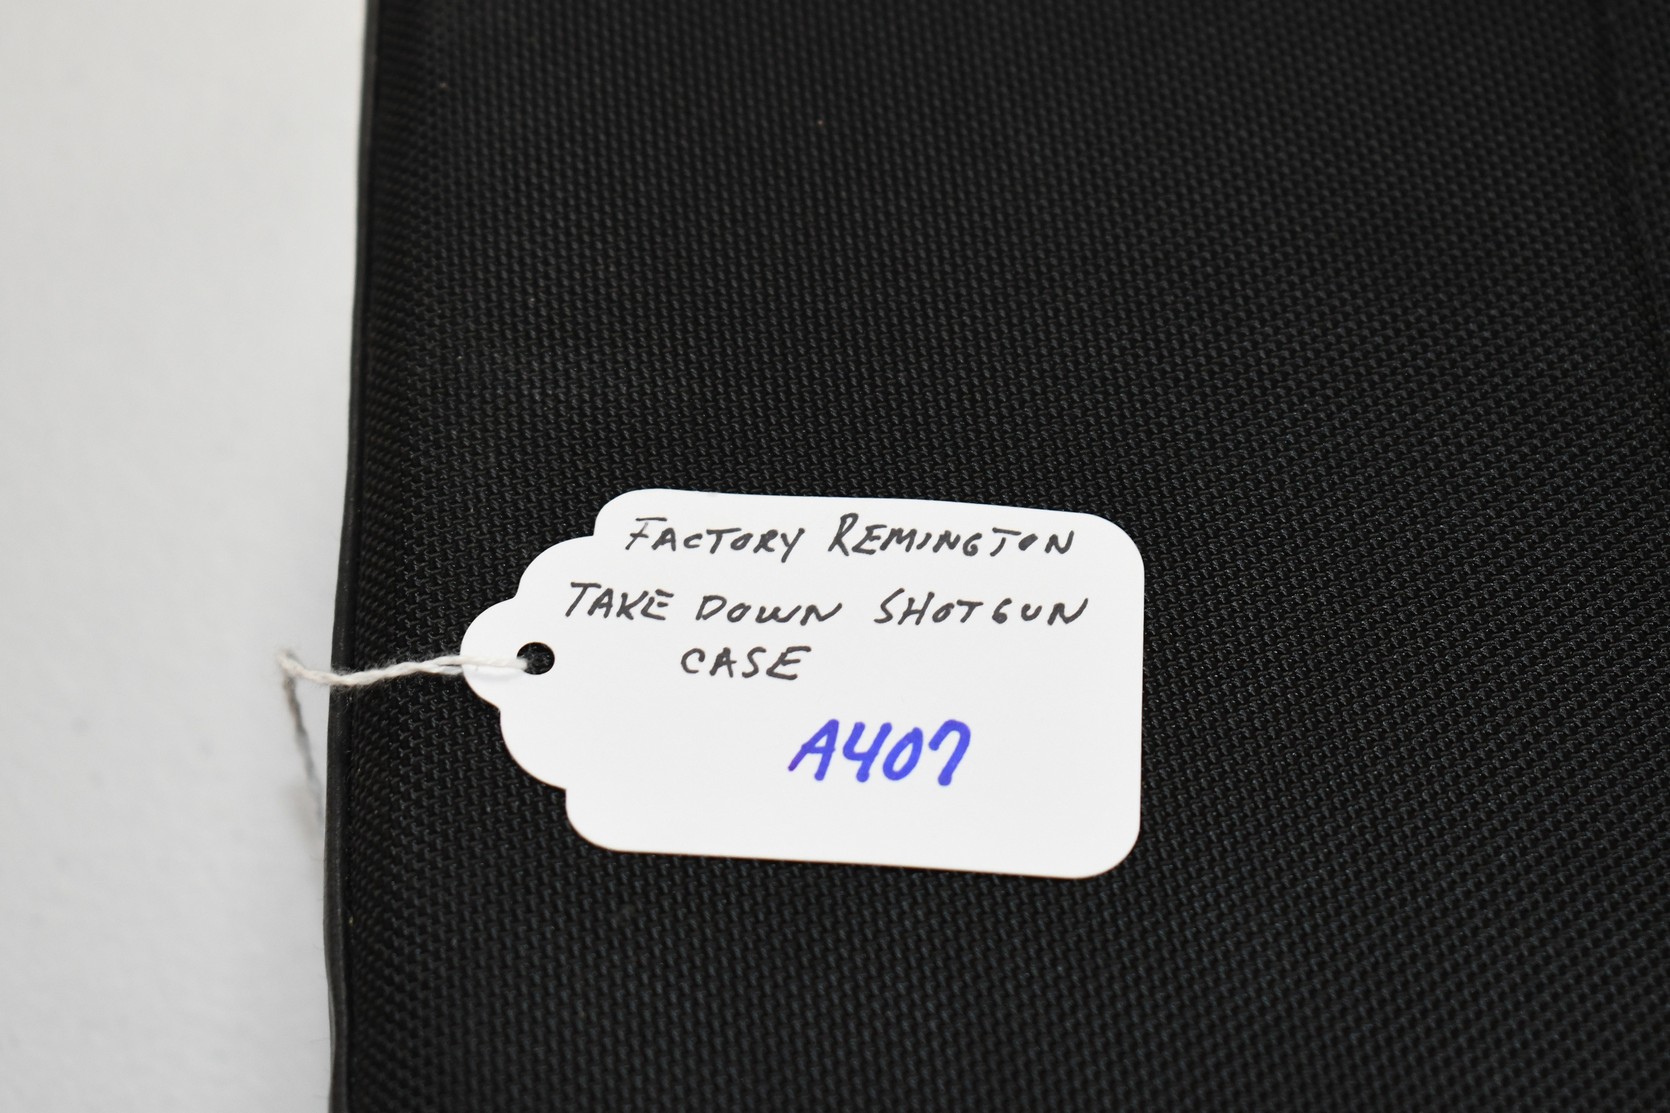 FACTORY REMINGTON
TAKE DOWN SHOTGUN
CASE
A407